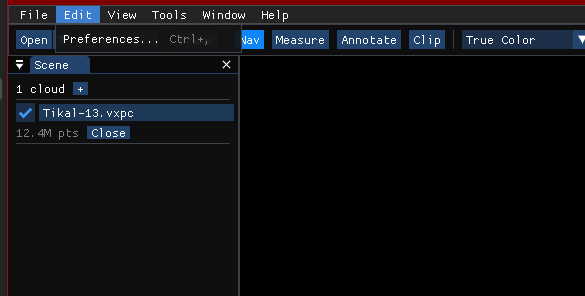 File Edit View Tools Window Help
Open Preferences... Ctrl+, Nav Measure Annotate Clip True Color
Scene
1 cloud +
Tikal-13.vxpc
12.4M pts Close